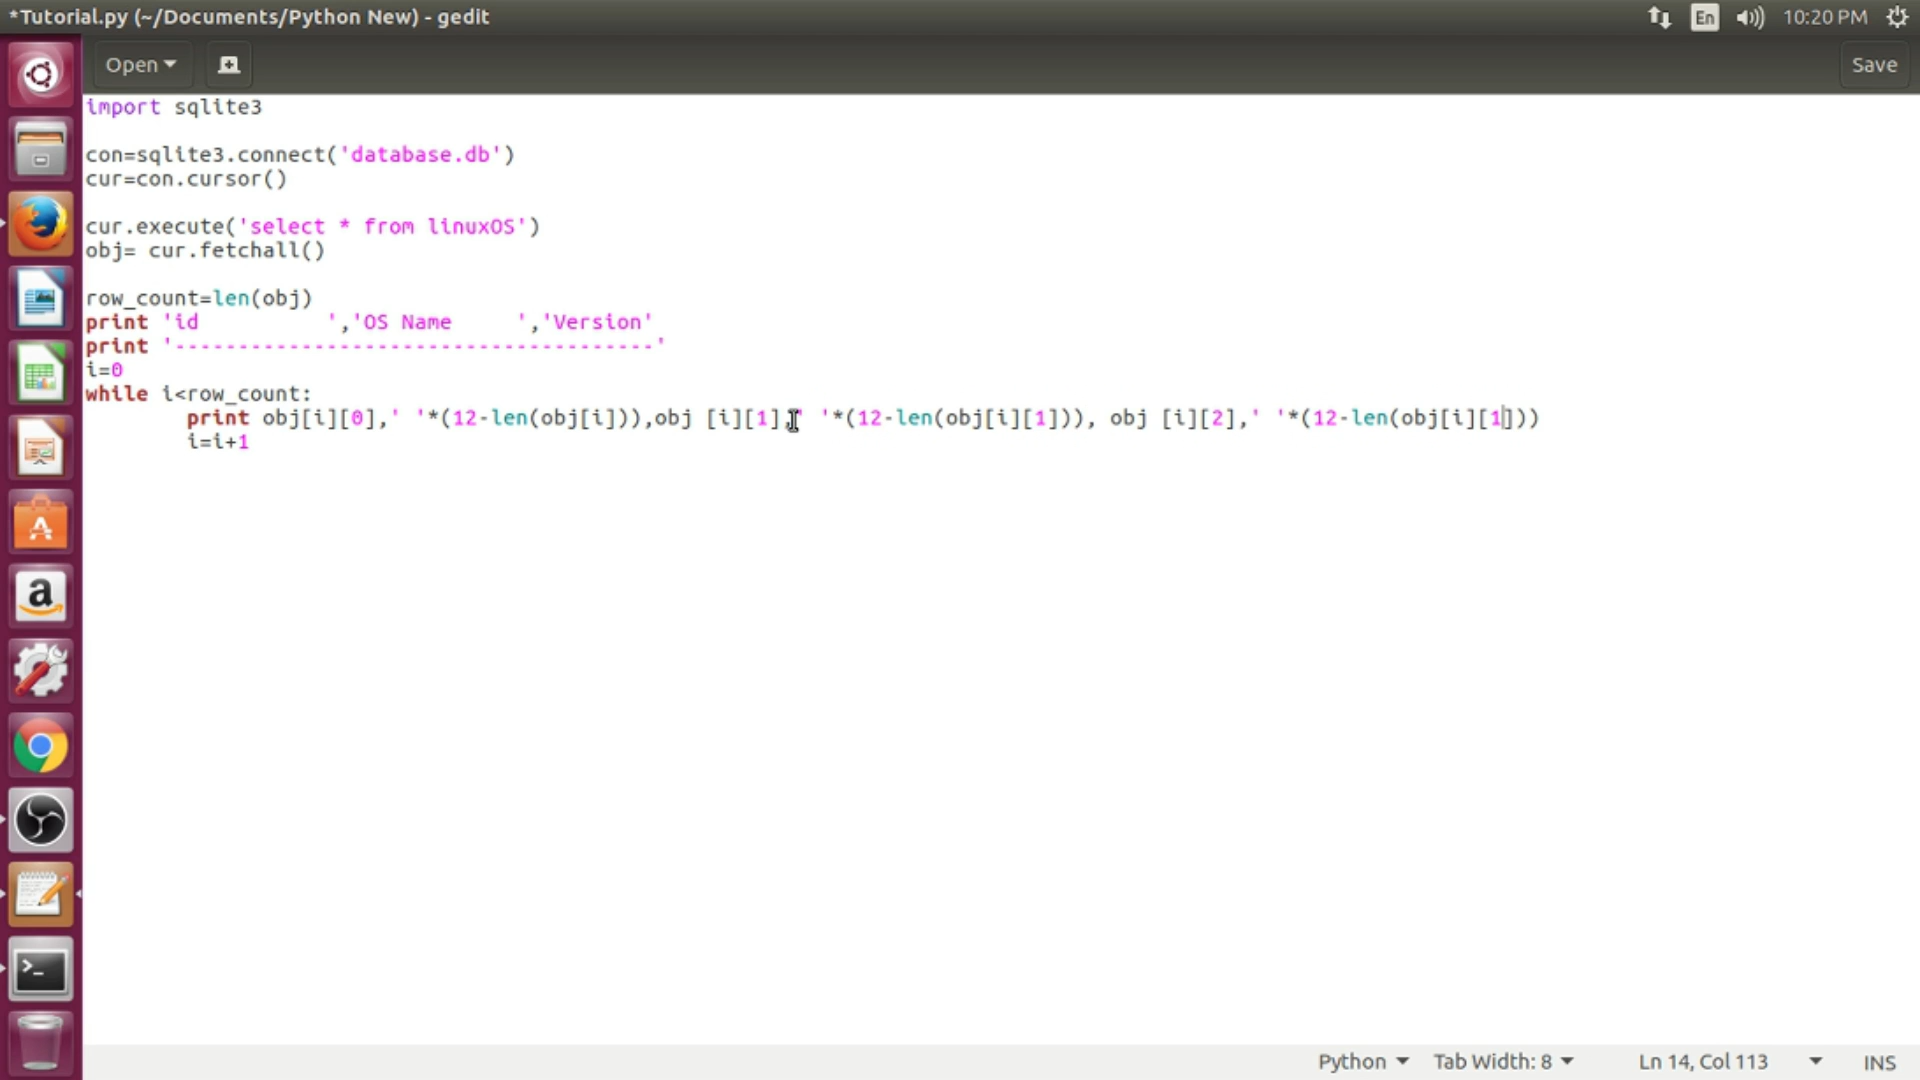 *Tutorial.py (~/Documents/Python New) - gedit
En 10:20 PM
Open Save
import sqlite3
con=sqlite3.connect('database.db')
cur=con.cursor()
cur.execute('select * from linuxOS')
obj= cur.fetchall()
row_count=len(obj)
print 'id          ','OS Name     ','Version'
print '--------------------------------------'
i=0
while i<row_count:
        print obj[i][0],' '*(12-len(obj[i])),obj [i][1],' '*(12-len(obj[i][1])), obj [i][2],' '*(12-len(obj[i][1]))
        i=i+1
Python Tab Width: 8 Ln 14, Col 113 INS